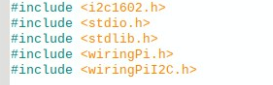 #include <i2c1602.h>
#include <stdio.h>
#include <stdlib.h>
#include <wiringPi.h>
#include <wiringPiI2C.h>